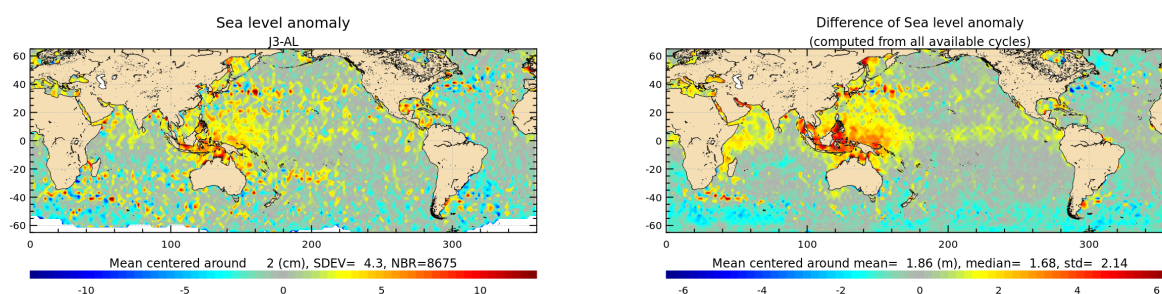 Sea level anomaly
J3-AL
60
40
20
0
-20
-40
-60
0 100 200 300
Mean centered around 2 (cm), SDEV= 4.3, NBR=8675
-10 -5 0 5 10
Difference of Sea level anomaly
(computed from all available cycles)
60
40
20
0
-20
-40
-60
0 100 200 300
Mean centered around mean= 1.86 (m), median= 1.68, std= 2.14
-6 -4 -2 0 2 4 6